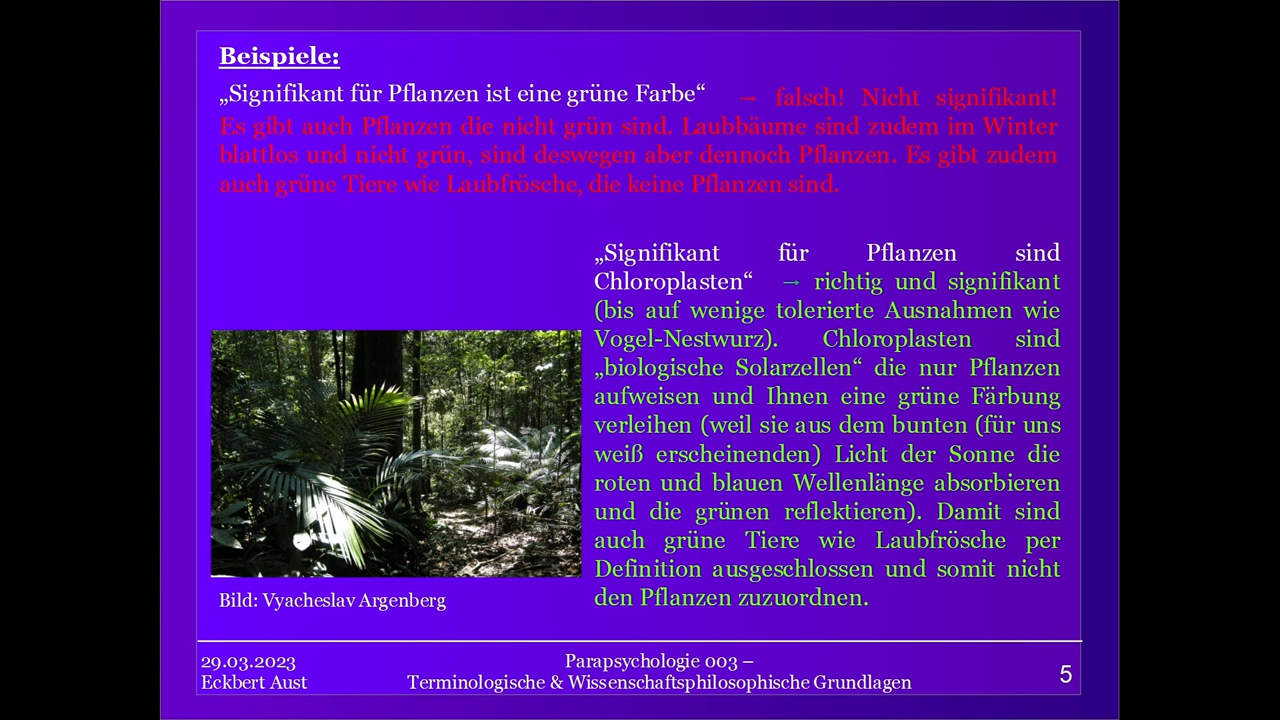 Beispiele:
„Signifikant für Pflanzen ist eine grüne Farbe“ → falsch! Nicht signifikant!
Es gibt auch Pflanzen die nicht grün sind. Laubbäume sind zudem im Winter
blattlos und nicht grün, sind deswegen aber dennoch Pflanzen. Es gibt zudem
auch grüne Tiere wie Laubfrösche, die keine Pflanzen sind.
„Signifikant für Pflanzen sind
Chloroplasten“ → richtig und signifikant
(bis auf wenige tolerierte Ausnahmen wie
Vogel-Nestwurz). Chloroplasten sind
„biologische Solarzellen“ die nur Pflanzen
aufweisen und Ihnen eine grüne Färbung
verleihen (weil sie aus dem bunten (für uns
weiß erscheinenden) Licht der Sonne die
roten und blauen Wellenlänge absorbieren
und die grünen reflektieren). Damit sind
auch grüne Tiere wie Laubfrösche per
Definition ausgeschlossen und somit nicht
den Pflanzen zuzuordnen.
Bild: Vyacheslav Argenberg
29.03.2023
Eckbert Aust
Parapsychologie 003 –
Terminologische & Wissenschaftsphilosophische Grundlagen
5